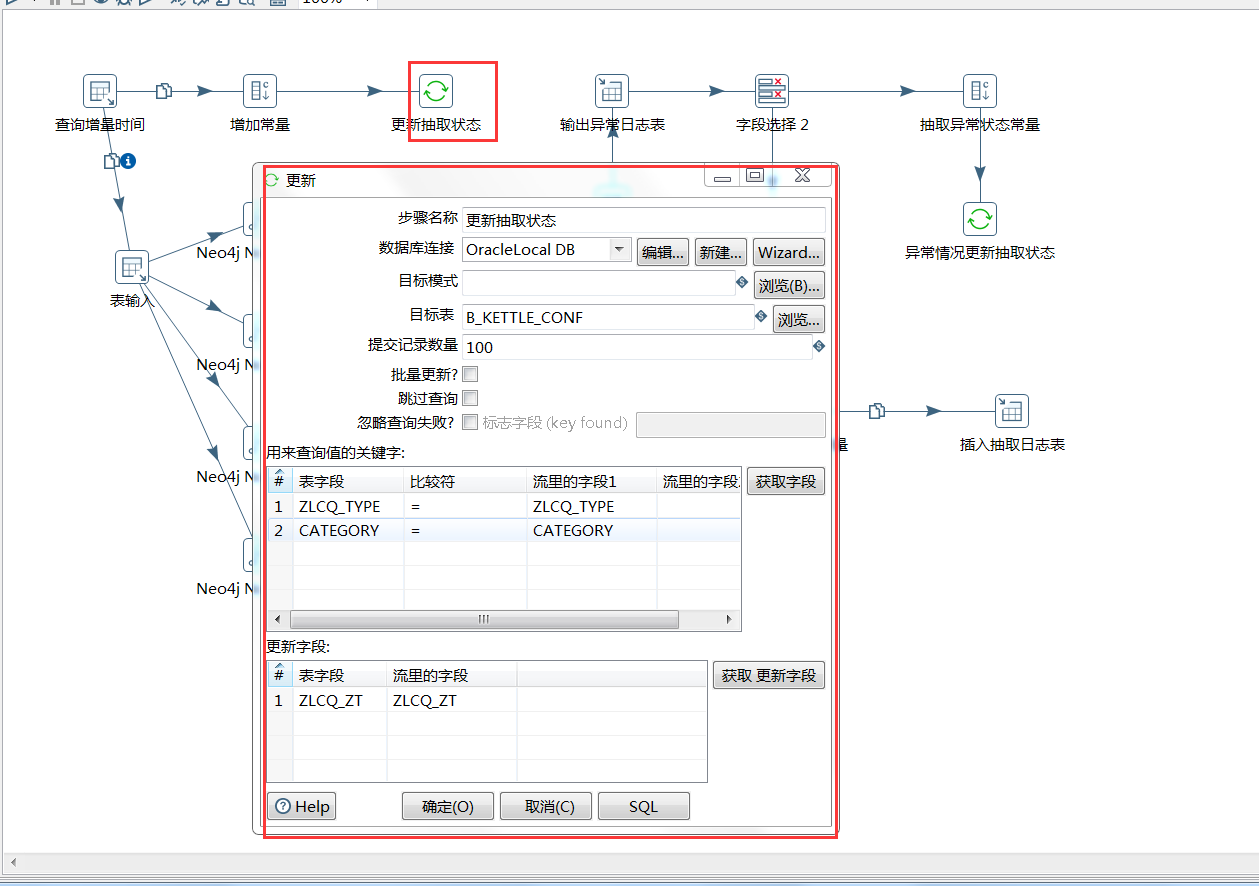 100%
查询增量时间
增加常量
更新抽取状态
输出异常日志表
字段选择 2
抽取异常状态常量
异常情况更新抽取状态
表输入
Neo4j N
Neo4j N
Neo4j N
Neo4j N
量
插入抽取日志表
更新
步骤名称 更新抽取状态
数据库连接 OracleLocal DB 编辑... 新建... Wizard...
目标模式 浏览(B)...
目标表 B_KETTLE_CONF 浏览...
提交记录数量 100
批量更新?
跳过查询
忽略查询失败? 标志字段 (key found)
用来查询值的关键字:
# 表字段 比较符 流里的字段1 流里的字段 获取字段
1 ZLCQ_TYPE = ZLCQ_TYPE
2 CATEGORY = CATEGORY
更新字段:
# 表字段 流里的字段 获取 更新字段
1 ZLCQ_ZT ZLCQ_ZT
Help 确定(O) 取消(C) SQL